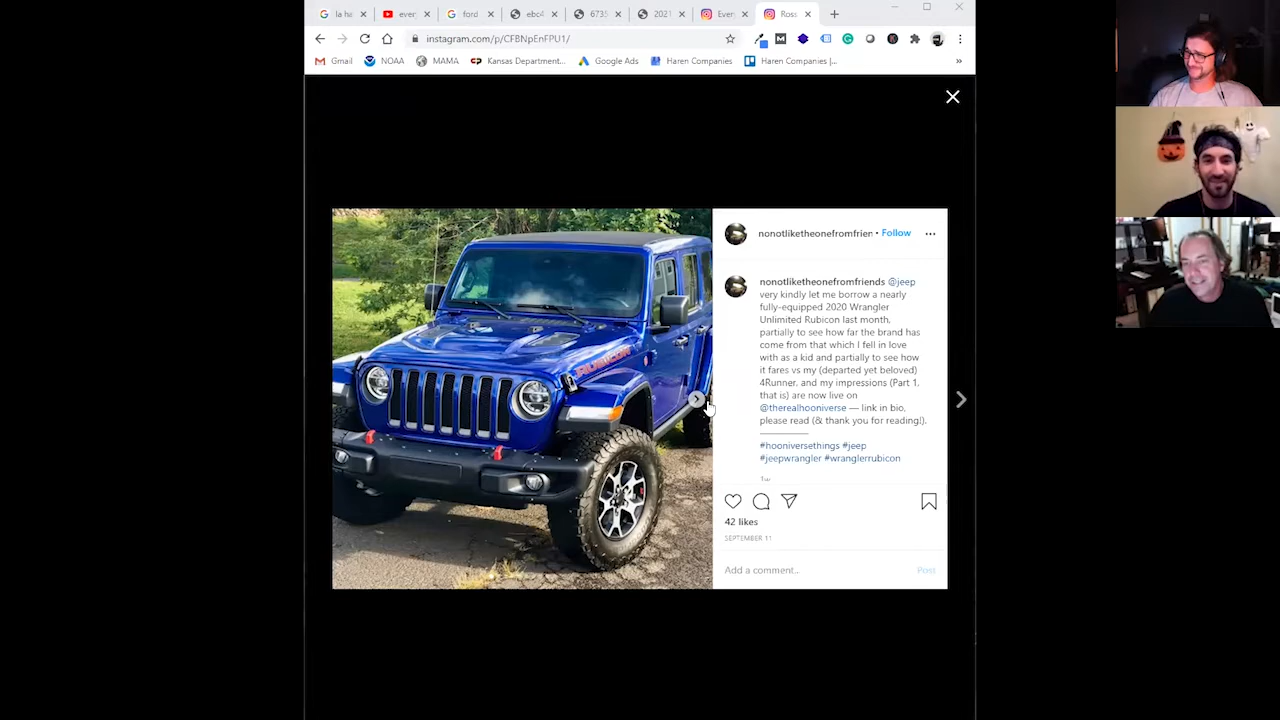 la ha
ever
ford
ebc4
6735
2021
Ever
Ross
instagram.com/p/CFBNpEnFPU1/
Gmail
NOAA
MAMA
Kansas Department...
Google Ads
Haren Companies
Haren Companies |...
»
nonotliketheonefromfrien • Follow
nonotliketheonefromfriends @jeep
very kindly let me borrow a nearly
fully-equipped 2020 Wrangler
Unlimited Rubicon last month,
partially to see how far the brand has
come from that which I fell in love
with as a kid and partially to see how
it fares vs my (departed yet beloved)
4Runner, and my impressions (Part 1,
that is) are now live on
@therealhooniverse — link in bio,
please read (& thank you for reading!).
#hooniversethings #jeep
#jeepwrangler #wranglerrubicon
1w
42 likes
SEPTEMBER 11
Add a comment..
Post
RUBICON